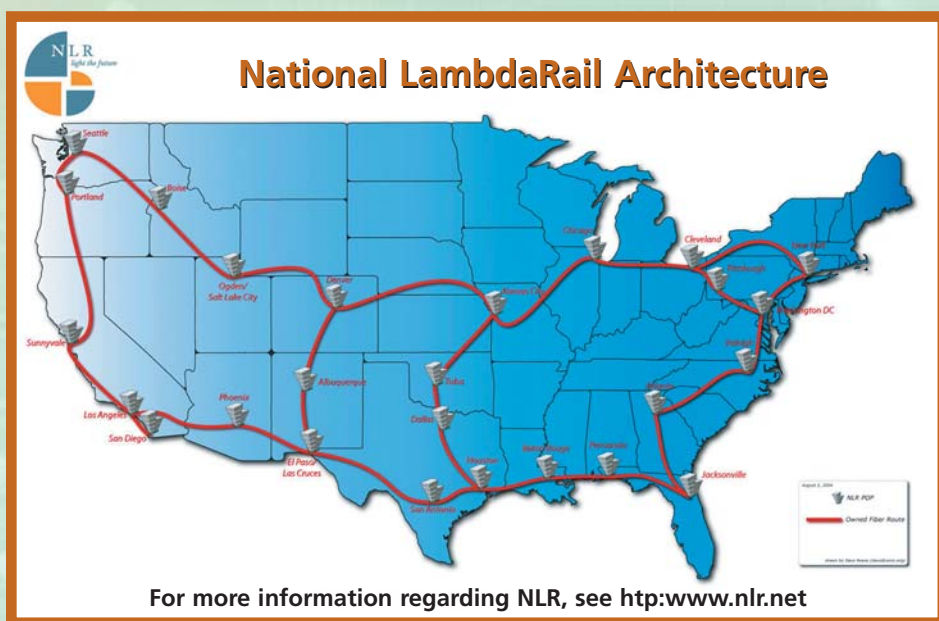 NLR
light the future
National LambdaRail Architecture
Seattle
Portland
Boise
Ogden/
Salt Lake City
Denver
Kansas City
Chicago
Cleveland
Pittsburgh
New York
Washington DC
Raleigh
Atlanta
Jacksonville
Pensacola
Baton Rouge
Houston
San Antonio
Dallas
Tulsa
Albuquerque
El Paso/
Las Cruces
Phoenix
San Diego
Los Angeles
Sunnyvale
NLR POP
Owned Fiber Route
For more information regarding NLR, see htp:www.nlr.net